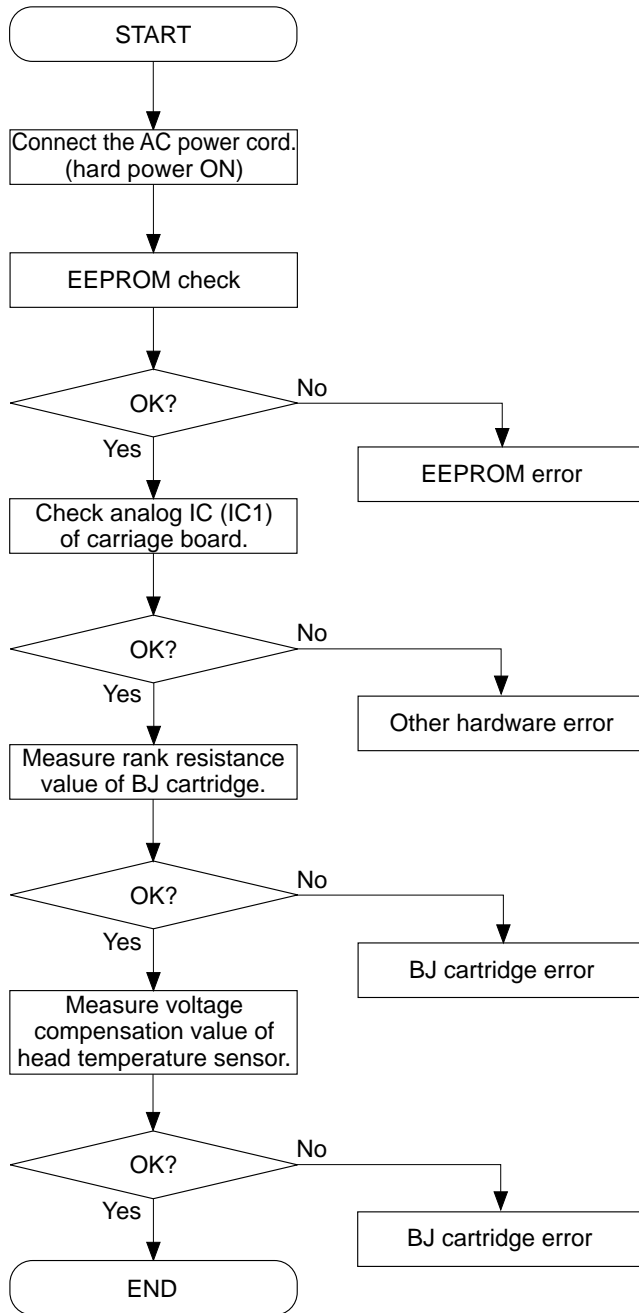 START
Connect the AC power cord.
(hard power ON)
EEPROM check
OK?
No
Yes
EEPROM error
Check analog IC (IC1)
of carriage board.
OK?
No
Yes
Other hardware error
Measure rank resistance
value of BJ cartridge.
OK?
No
Yes
BJ cartridge error
Measure voltage
compensation value of
head temperature sensor.
OK?
No
Yes
BJ cartridge error
END